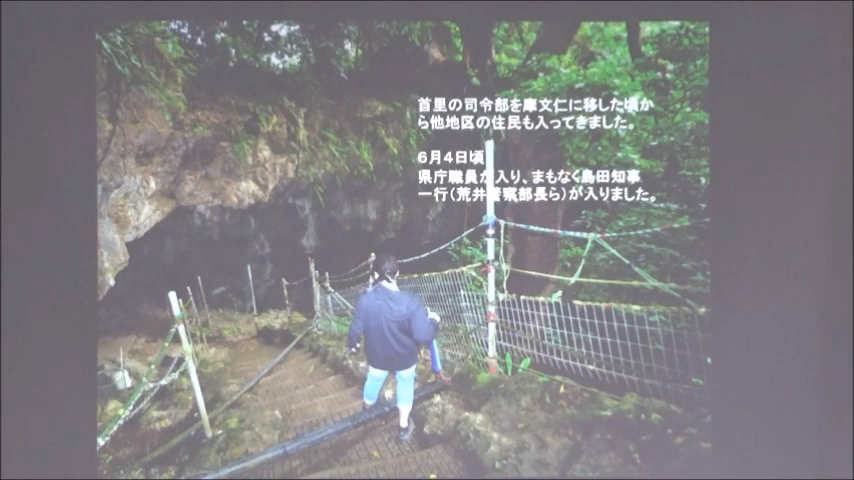 首里の司令部を摩文仁に移した頃か
ら他地区の住民も入ってきました。
6月4日頃
県庁職員が入り、まもなく島田知事
一行(荒井警察部長ら)が入りました。